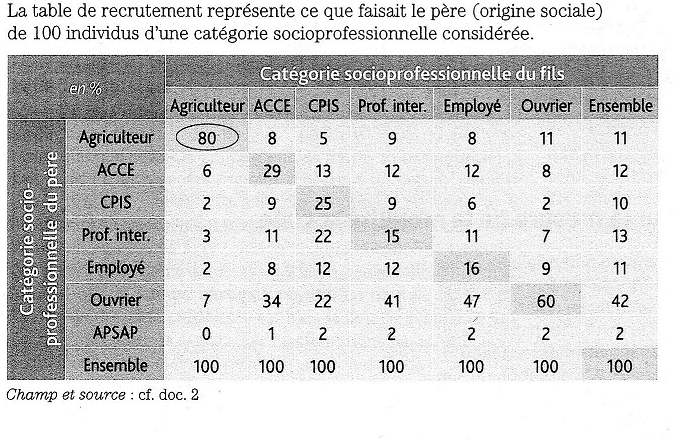 La table de recrutement représente ce que faisait le père (origine sociale)
de 100 individus d'une catégorie socioprofessionnelle considérée.
en %
Catégorie socioprofessionnelle du fils
Agriculteur ACCE CPIS Prof. inter. Employé Ouvrier Ensemble
Catégorie socio-
professionnelle du père
Agriculteur 80 8 5 9 8 11 11
ACCE 6 29 13 12 12 8 12
CPIS 2 9 25 9 6 2 10
Prof. inter. 3 11 22 15 11 7 13
Employé 2 8 12 12 16 9 11
Ouvrier 7 34 22 41 47 60 42
APSAP 0 1 2 2 2 2 2
Ensemble 100 100 100 100 100 100 100
Champ et source : cf. doc. 2